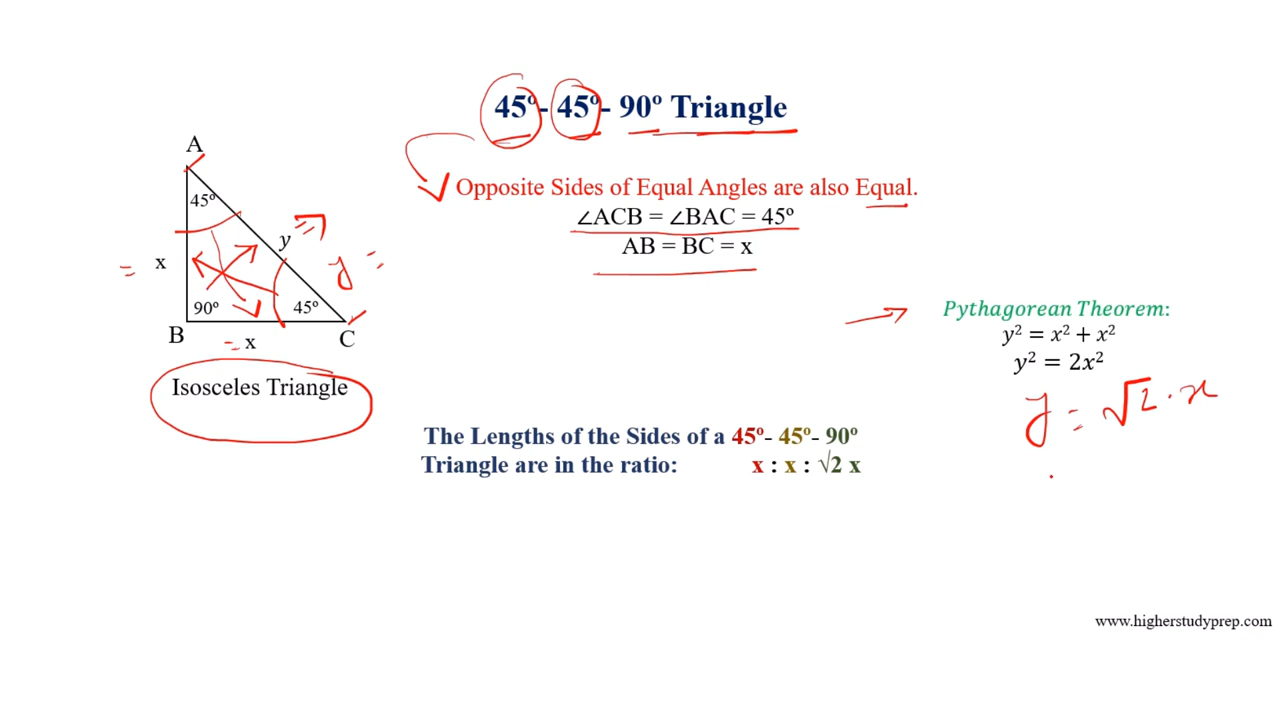 45º- 45º- 90º Triangle
A
45º
Opposite Sides of Equal Angles are also Equal.
∠ACB = ∠BAC = 45º
AB = BC = x
y
x
y =
=
90º
45º
B
= x
C
Isosceles Triangle
Pythagorean Theorem:
y² = x² + x²
y² = 2x²
y = √2 · x
The Lengths of the Sides of a 45º- 45º- 90º
Triangle are in the ratio: x : x : √2 x
www.higherstudyprep.com